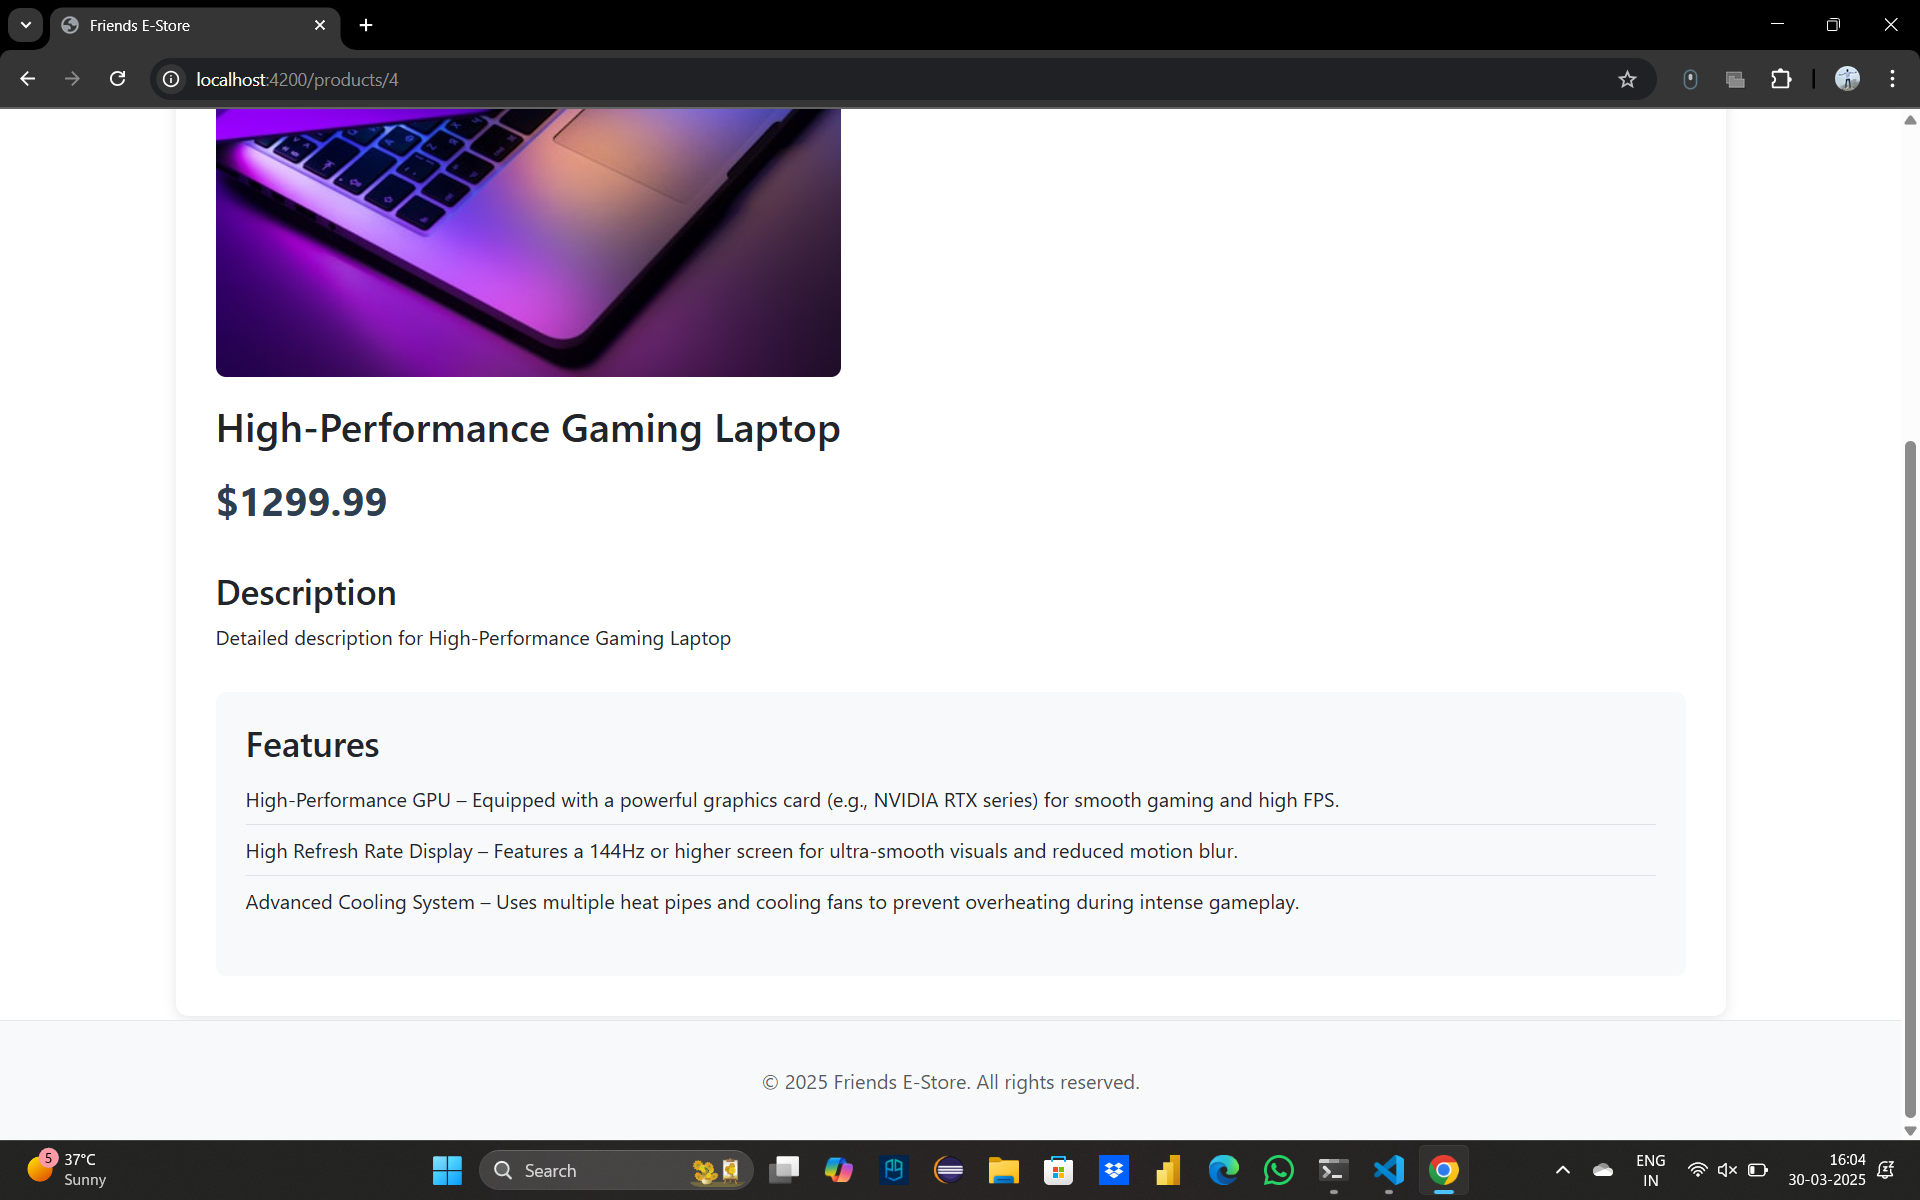 Friends E-Store
localhost:4200/products/4
High-Performance Gaming Laptop
$1299.99
Description
Detailed description for High-Performance Gaming Laptop
Features
High-Performance GPU – Equipped with a powerful graphics card (e.g., NVIDIA RTX series) for smooth gaming and high FPS.
High Refresh Rate Display – Features a 144Hz or higher screen for ultra-smooth visuals and reduced motion blur.
Advanced Cooling System – Uses multiple heat pipes and cooling fans to prevent overheating during intense gameplay.
© 2025 Friends E-Store. All rights reserved.
5
37°C
Sunny
Search
ENG
IN
16:04
30-03-2025